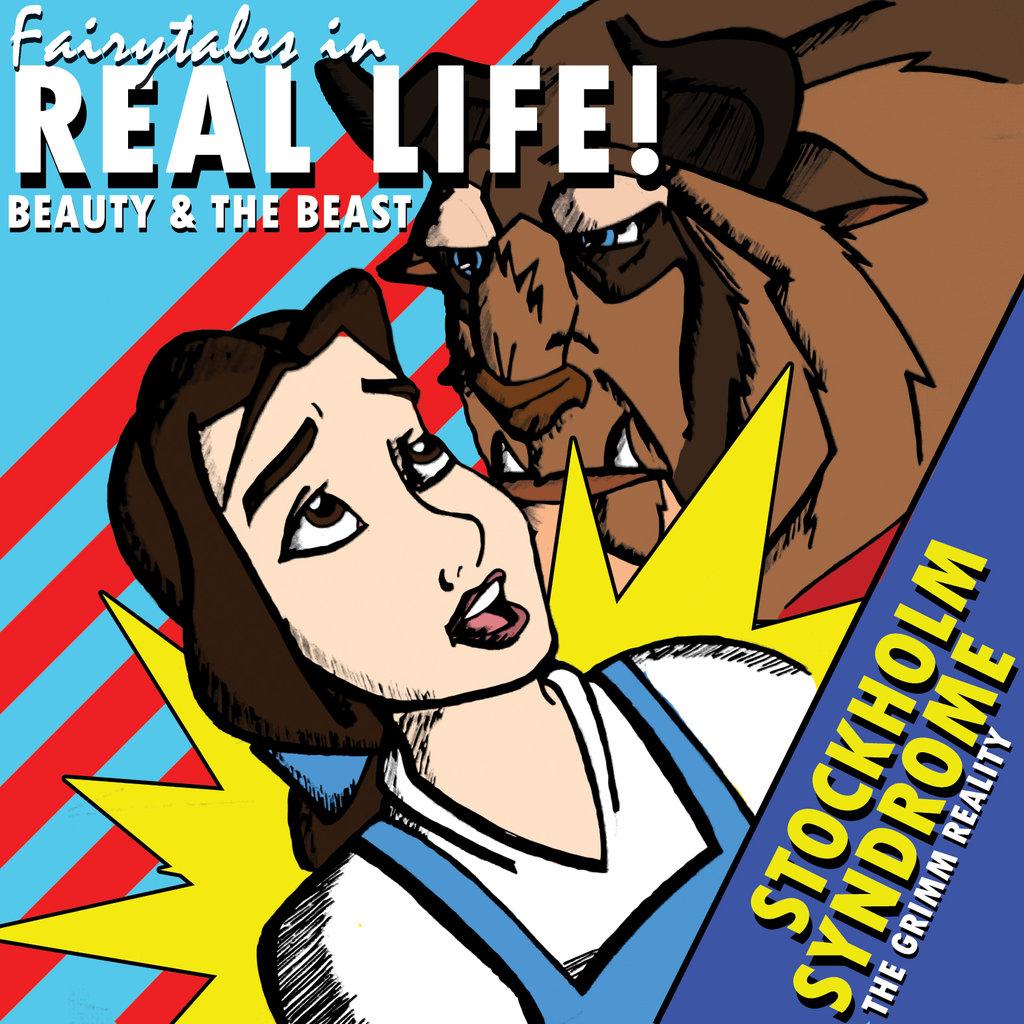 Fairytales in
REAL LIFE!
BEAUTY & THE BEAST
STOCKHOLM
SYNDROME
THE GRIMM REALITY